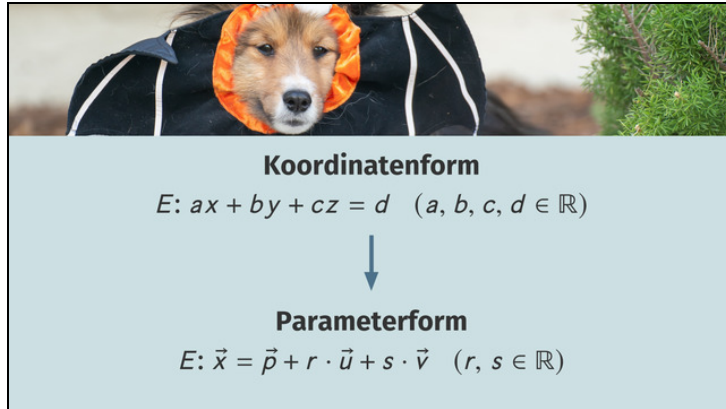 Koordinatenform
E: ax + by + cz = d (a, b, c, d ∈ ℝ)
Parameterform
E: x⃗ = p⃗ + r · u⃗ + s · v⃗ (r, s ∈ ℝ)